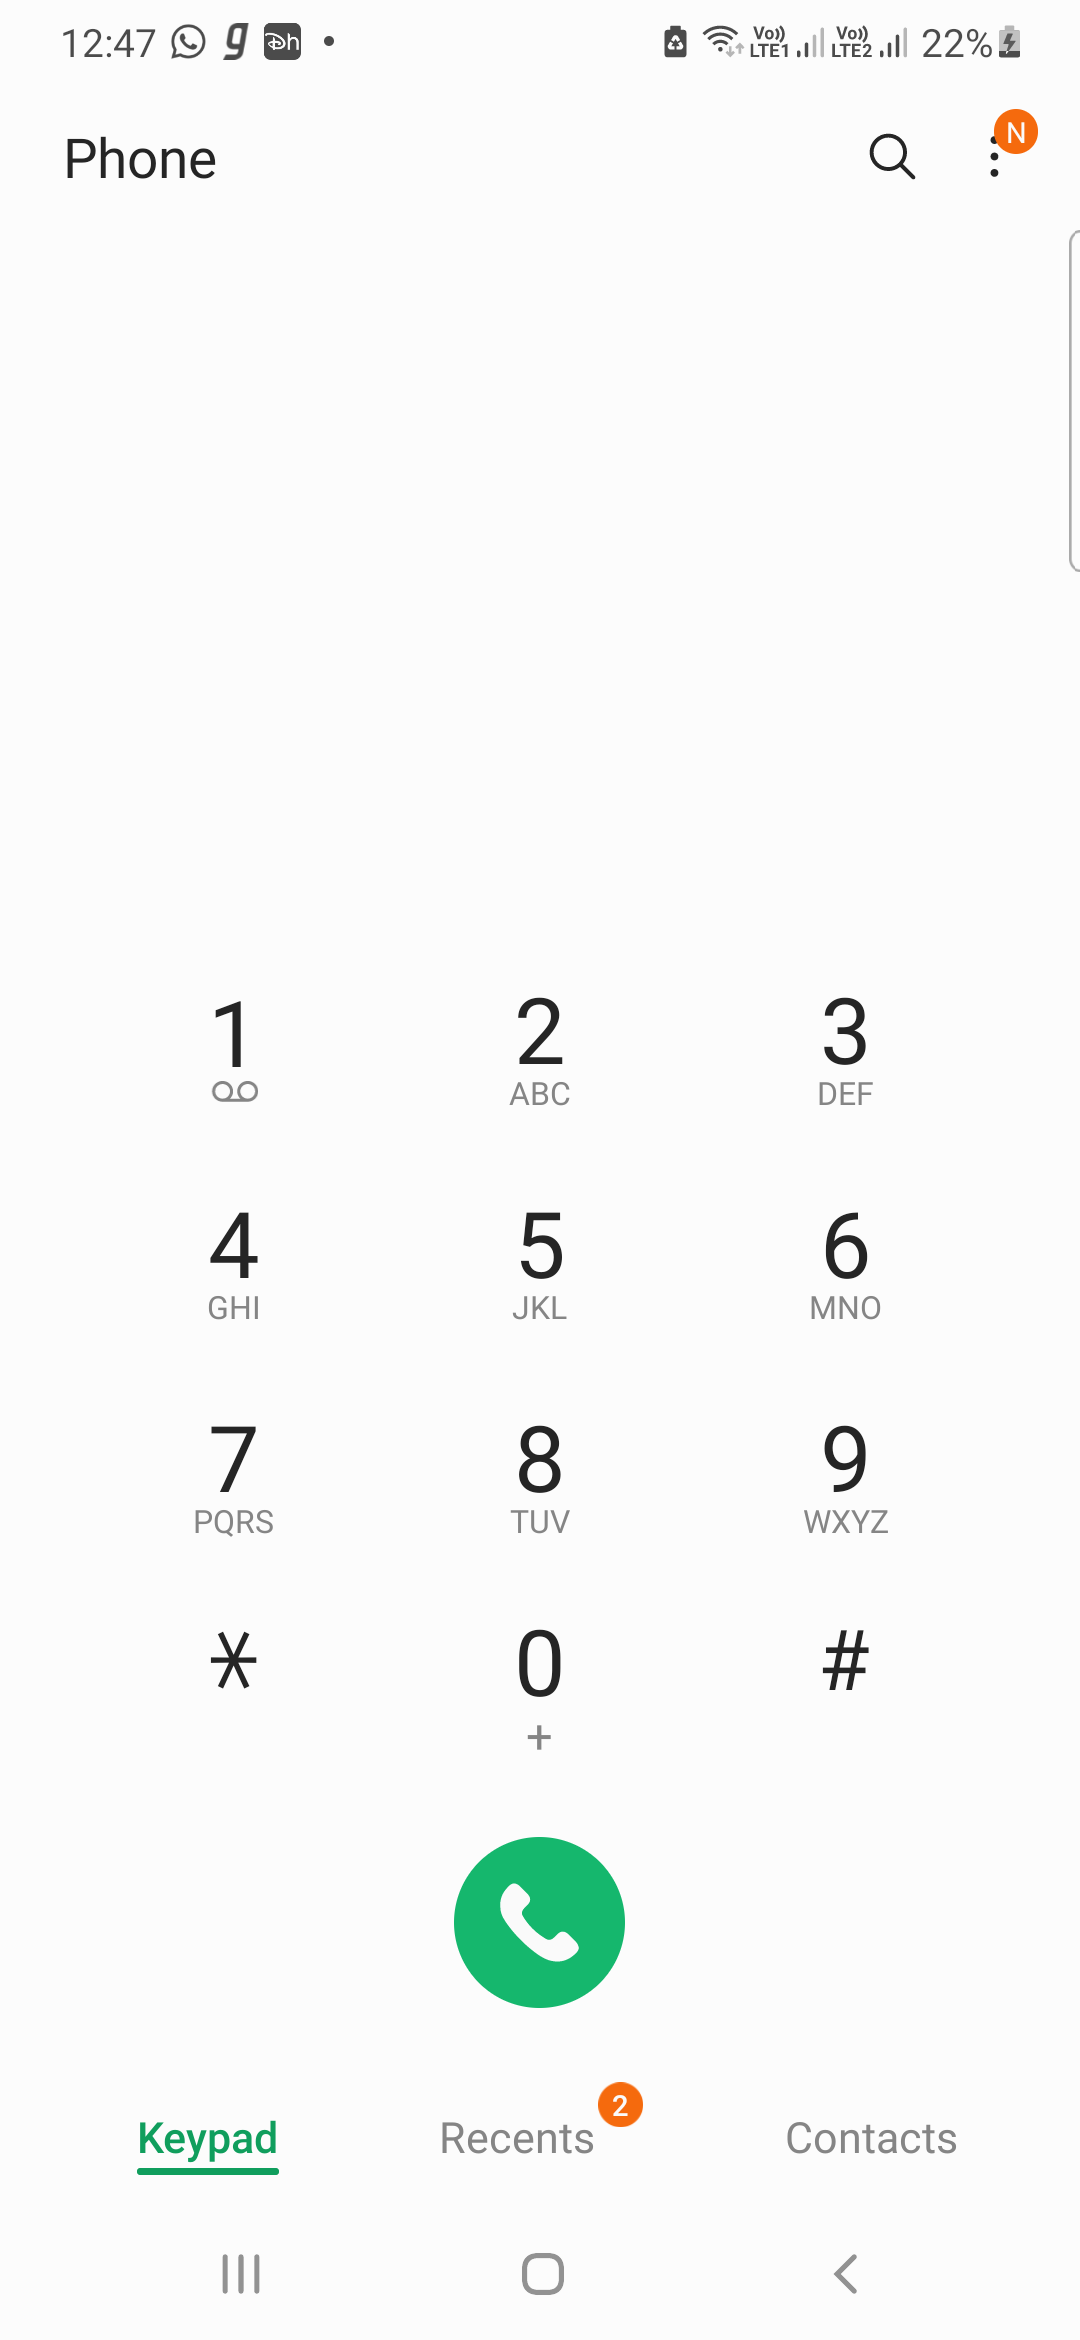 12:47 g Dh Vo)) LTE1 Vo)) LTE2 22%
Phone N
1 2 3
ABC DEF
4 5 6
GHI JKL MNO
7 8 9
PQRS TUV WXYZ
* 0 #
+
2
Keypad Recents Contacts